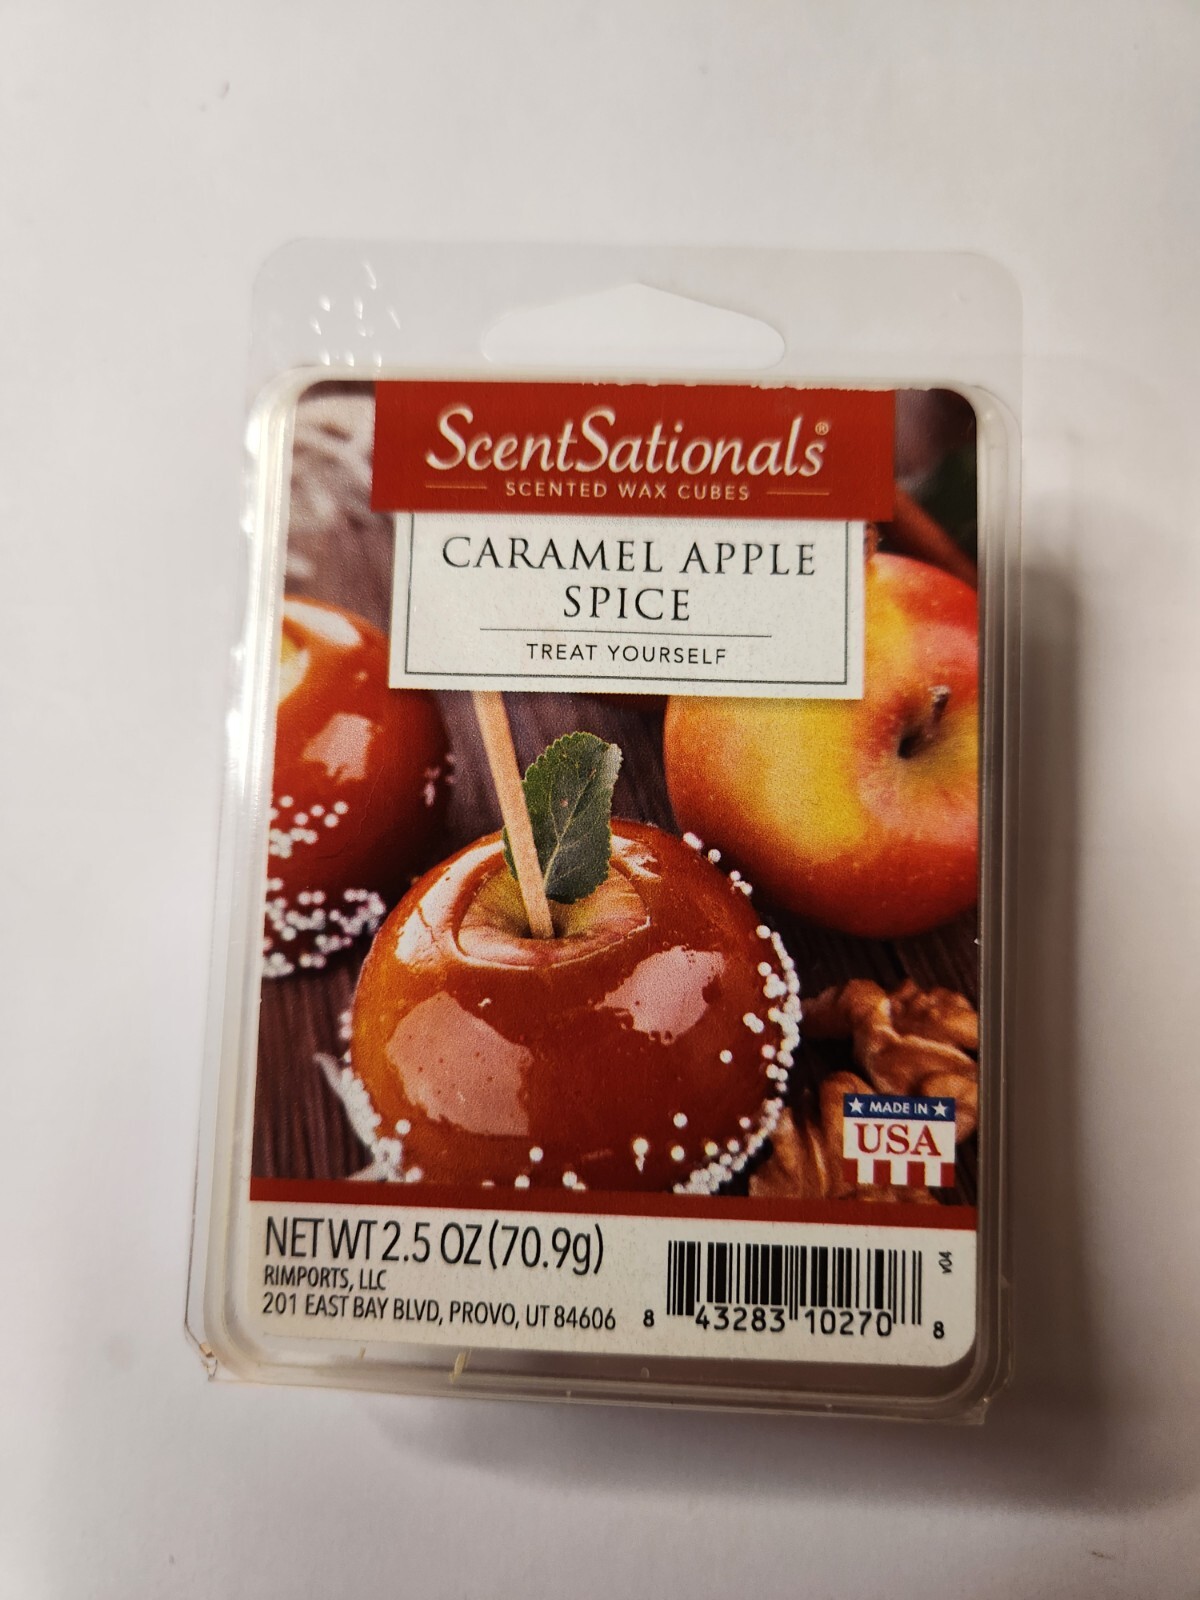 ScentSationals®
SCENTED WAX CUBES
CARAMEL APPLE
SPICE
TREAT YOURSELF
MADE IN
USA
NET WT 2.5 OZ (70.9g)
RIMPORTS, LLC
201 EAST BAY BLVD, PROVO, UT 84606
8 43283 10270 8
v04